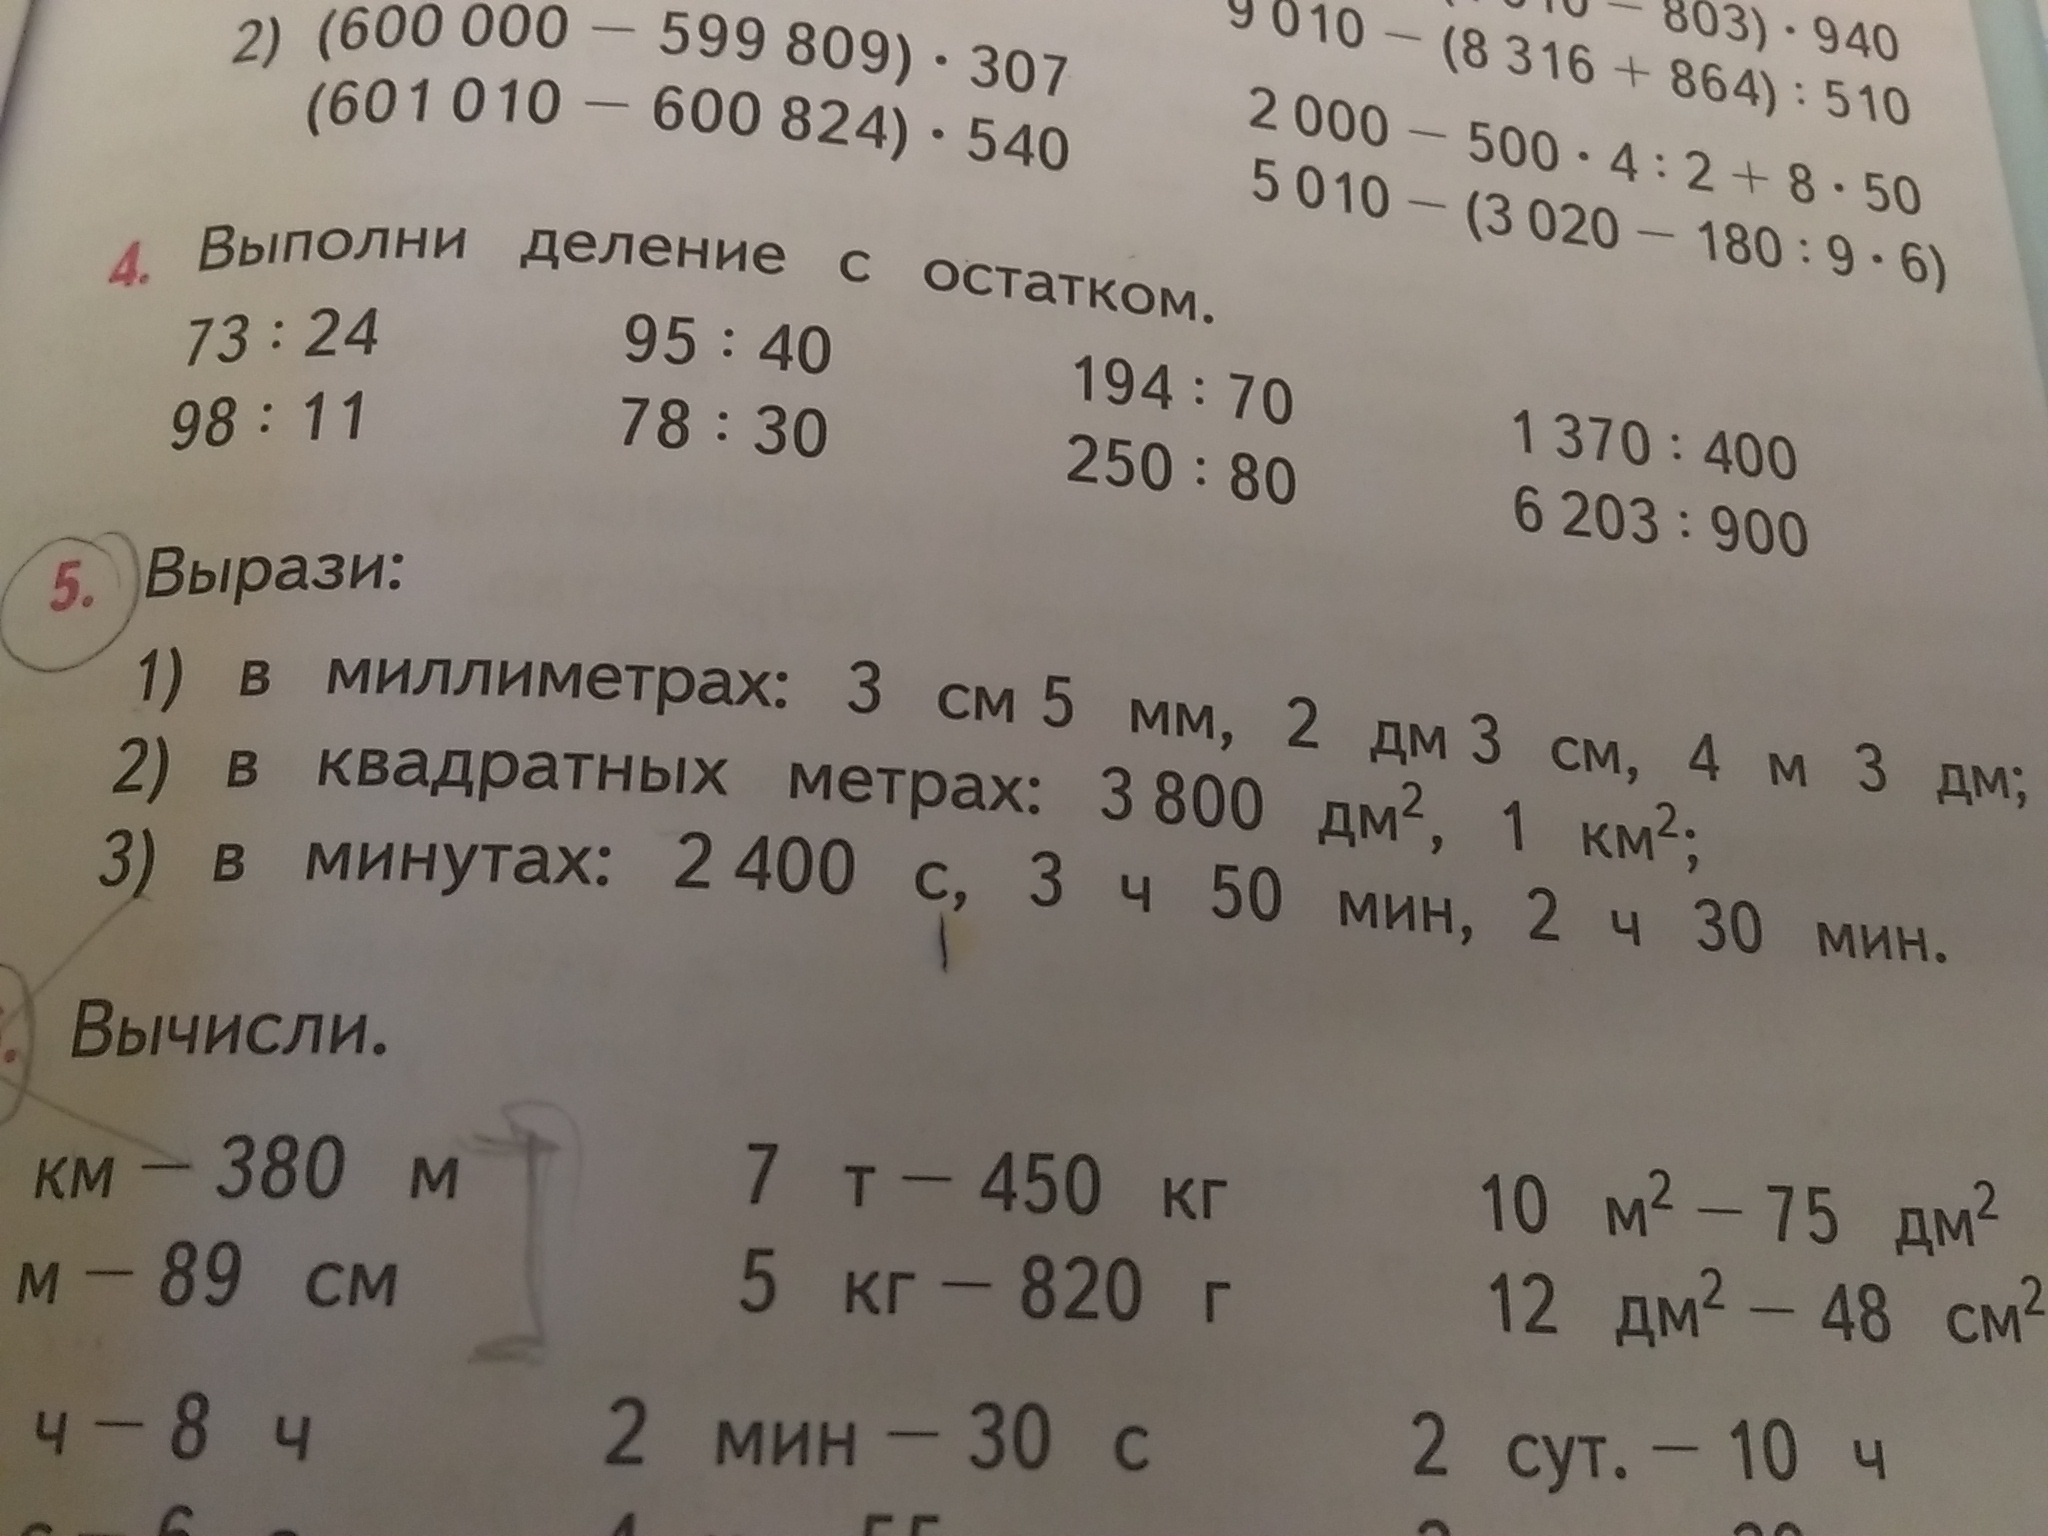 2) (600 000 − 599 809) · 307
(601 010 − 600 824) · 540
− 803) · 940
9 010 − (8 316 + 864) : 510
2 000 − 500 · 4 : 2 + 8 · 50
5 010 − (3 020 − 180 : 9 · 6)
4. Выполни деление с остатком.
73 : 24 95 : 40 194 : 70 1 370 : 400
98 : 11 78 : 30 250 : 80 6 203 : 900
5. Вырази:
1) в миллиметрах: 3 см 5 мм, 2 дм 3 см, 4 м 3 дм;
2) в квадратных метрах: 3 800 дм², 1 км²;
3) в минутах: 2 400 с, 3 ч 50 мин, 2 ч 30 мин.
Вычисли.
км − 380 м 7 т − 450 кг 10 м² − 75 дм²
м − 89 см 5 кг − 820 г 12 дм² − 48 см²
ч − 8 ч 2 мин − 30 с 2 сут. − 10 ч